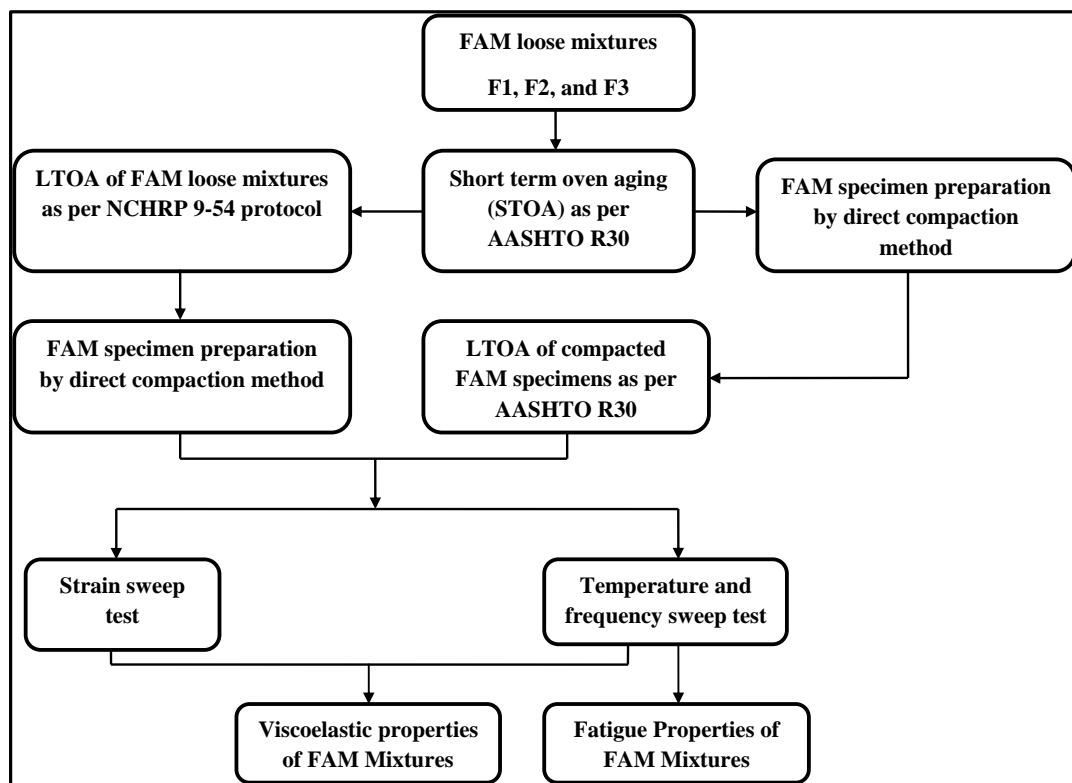 FAM loose mixtures
F1, F2, and F3
LTOA of FAM loose mixtures
as per NCHRP 9-54 protocol
Short term oven aging
(STOA) as per
AASHTO R30
FAM specimen preparation
by direct compaction
method
FAM specimen preparation
by direct compaction method
LTOA of compacted
FAM specimens as per
AASHTO R30
Strain sweep
test
Temperature and
frequency sweep test
Viscoelastic properties
of FAM Mixtures
Fatigue Properties of
FAM Mixtures